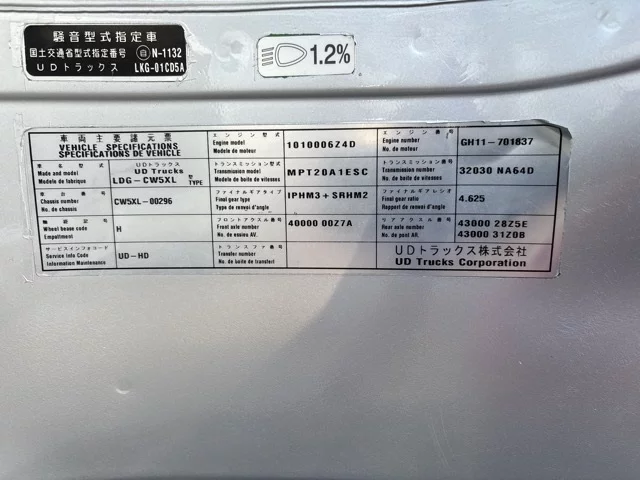 騒音型式指定車
国土交通省型式指定番号 自 N-1132
UDトラックス LKG-01CD5A
1.2%
車両主要諸元票
VEHICLE SPECIFICATIONS
SPECIFICATIONS DE VEHICLE
エンジン型式
Engine model
Modele de moteur
1010006Z4D
エンジン番号
Engine number
No. de moteur
GH11-701837
車名型式
Make and model
Modele de fabrique
UDトラックス
UD Trucks
LDG-CW5XL 型 TYPE
トランスミッション型式
Transmission model
Modele de boite de vitesses
MPT20A1ESC
トランスミッション番号
Transmission number
No. de boite de vitesses
32030 NA64D
車台番号
Chassis number
No. de chassis
CW5XL-00296
ファイナルギアタイプ
Final gear type
Type de renvoi d'angle
IPHM3+SRHM2
ファイナルギアレシオ
Final gear ratio
Rapport de renvoi d'angle
4.625
軸距記号
Wheel base code
Empattement
H
フロントアクスル番号
Front axle number
No. de essieu AV.
40000 00Z7A
リアアクスル番号
Rear axle number
No. de pont AR.
43000 28Z5E
43000 31Z0B
サービスインフォコード
Service Info Code
Information Maintenance
UD-HD
トランスファ番号
Transfer number
No. de boite de transfert
UDトラックス株式会社
UD Trucks Corporation